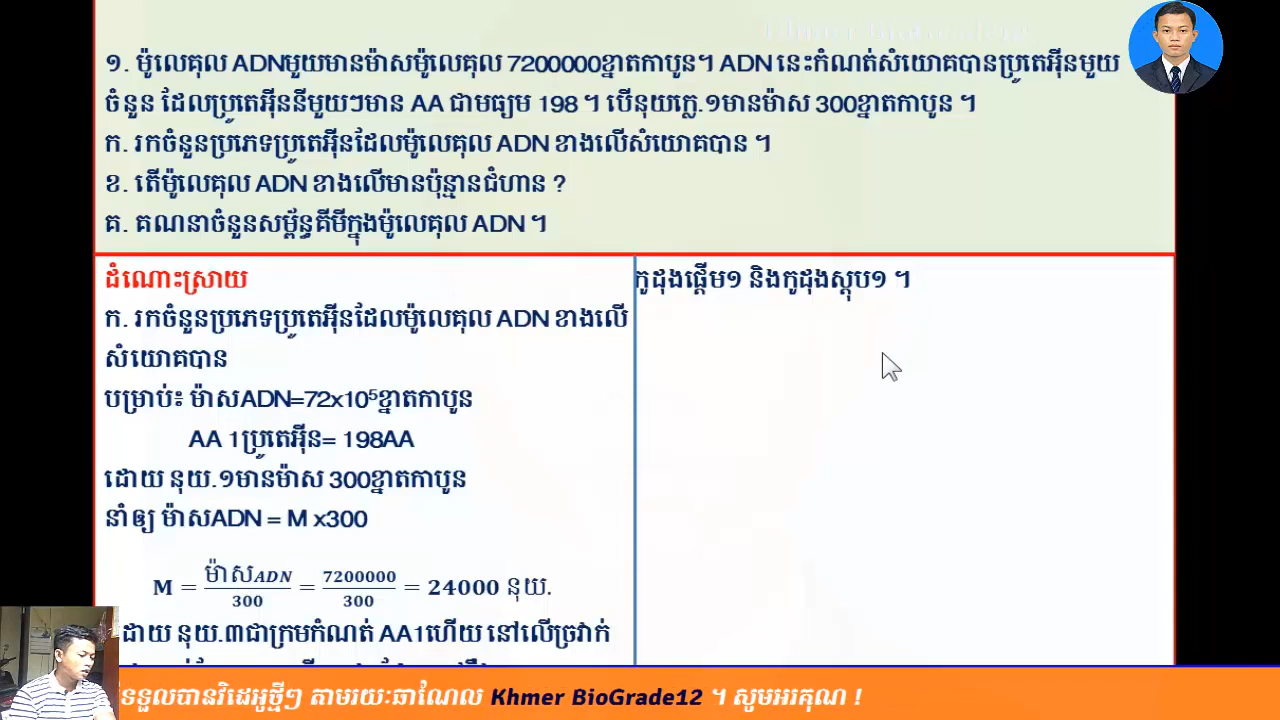 ១. ម៉ូលេគុល ADNមួយមានម៉ាសម៉ូលេគុល 7200000ខ្នាតកាបូន។ ADN នេះកំណត់សំយោគបានប្រូតេអ៊ីនមួយ
ចំនួន ដែលប្រូតេអ៊ីននីមួយៗមាន AA ជាមធ្យម 198 ។ បើនុយក្លេ.១មានម៉ាស 300ខ្នាតកាបូន ។
ក. រកចំនួនប្រភេទប្រូតេអ៊ីនដែលម៉ូលេគុល ADN ខាងលើសំយោគបាន ។
ខ. តើម៉ូលេគុល ADN ខាងលើមានប៉ុន្មានជំហាន ?
គ. គណនាចំនួនសម្ព័ន្ធគីមីក្នុងម៉ូលេគុល ADN ។
ដំណោះស្រាយ
ក. រកចំនួនប្រភេទប្រូតេអ៊ីនដែលម៉ូលេគុល ADN ខាងលើ
សំយោគបាន
បម្រាប់៖ ម៉ាសADN=72x10⁵ខ្នាតកាបូន
AA 1ប្រូតេអ៊ីន= 198AA
ដោយ នុយ.១មានម៉ាស 300ខ្នាតកាបូន
នាំឲ្យ ម៉ាសADN = M x300
M = ម៉ាសADN/300 = 7200000/300 = 24000 នុយ.
ដោយ នុយ.៣ជាក្រមកំណត់ AA1ហើយ នៅលើច្រវាក់
កូដុងផ្តើម១ និងកូដុងស្តុប១ ។
ទទួលបានវិដេអូថ្មីៗ តាមរយៈឆាណែល Khmer BioGrade12 ។ សូមអរគុណ !